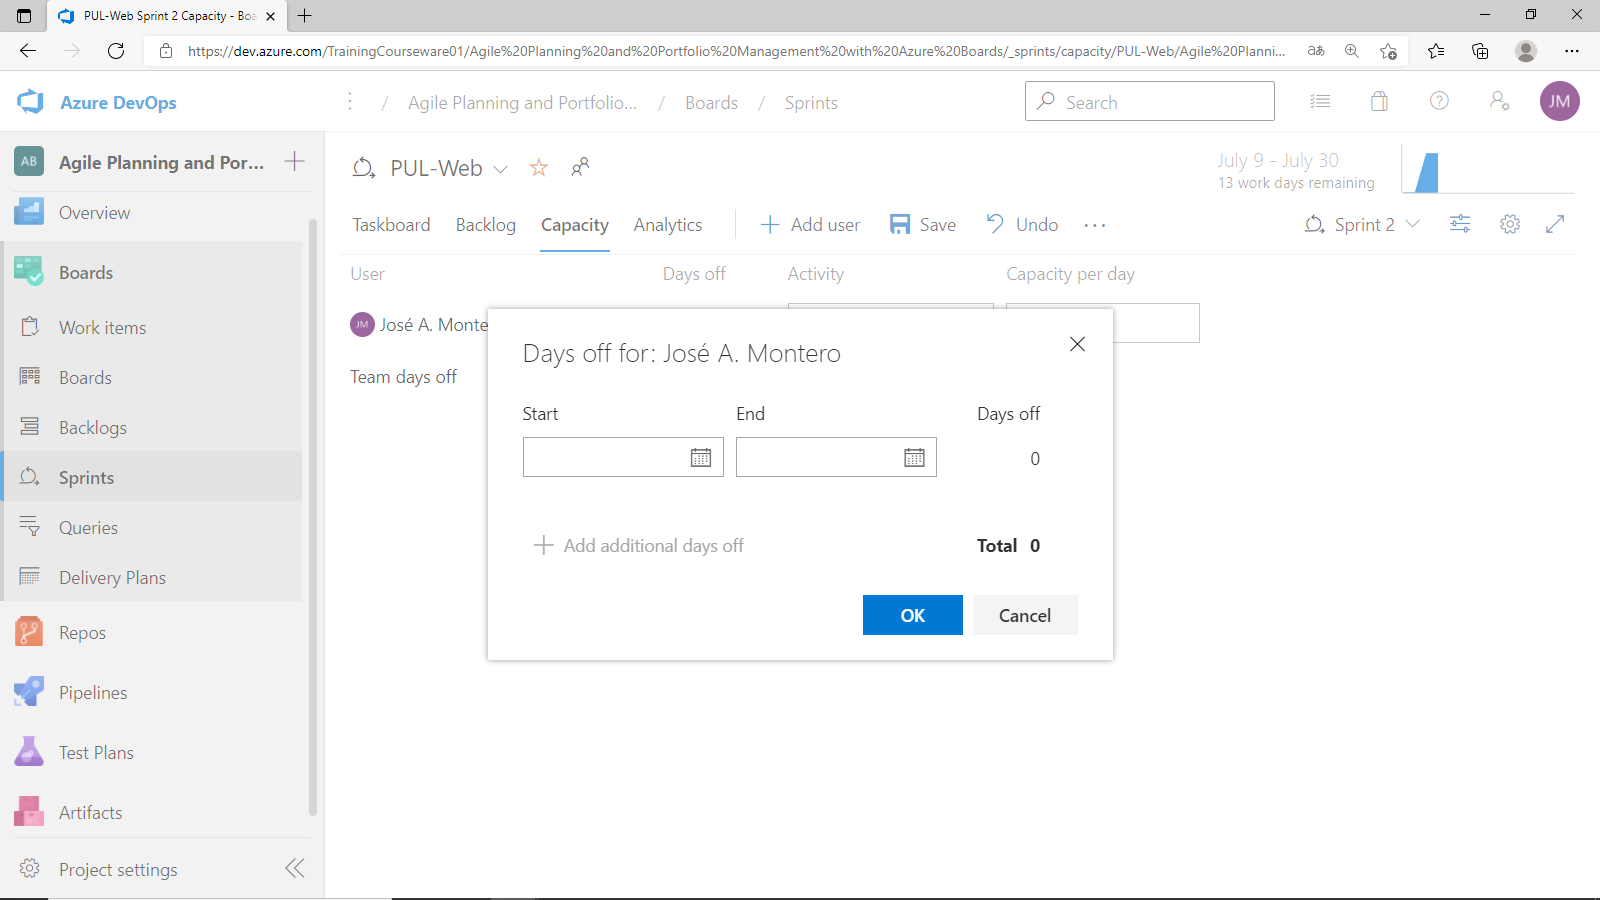 PUL-Web Sprint 2 Capacity - Boa
https://dev.azure.com/TrainingCourseware01/Agile%20Planning%20and%20Portfolio%20Management%20with%20Azure%20Boards/_sprints/capacity/PUL-Web/Agile%20Planni...
aあ
Azure DevOps
/ Agile Planning and Portfolio... / Boards / Sprints
Search
JM
AB Agile Planning and Por...
PUL-Web
July 9 - July 30
13 work days remaining
Overview
Taskboard Backlog Capacity Analytics Add user Save Undo ... Sprint 2
Boards
User Days off Activity Capacity per day
Work items
JM José A. Monte
Days off for: José A. Montero
Boards
Team days off
Start End Days off
Backlogs
0
Sprints
Queries
Add additional days off Total 0
Delivery Plans
OK Cancel
Repos
Pipelines
Test Plans
Artifacts
Project settings